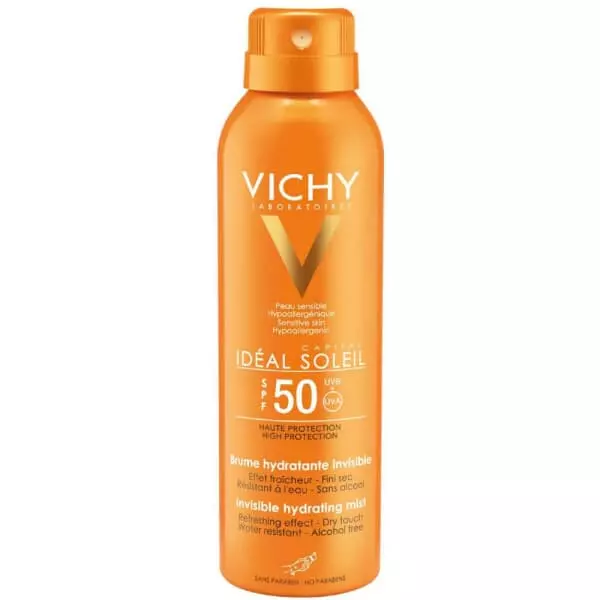 VICHY
LABORATOIRES
V
Peau sensible
Hypoallergénique
Sensitive skin
Hypoallergenic
CAPITAL
IDÉAL SOLEIL
SPF 50 UVB
UVA
HAUTE PROTECTION
HIGH PROTECTION
Brume hydratante Invisible
Effet fraîcheur - Fini sec
Résistant à l'eau - Sans alcool
Invisible hydrating mist
Refreshing effect - Dry touch
Water resistant - Alcohol free
SANS PARABEN - NO PARABENS